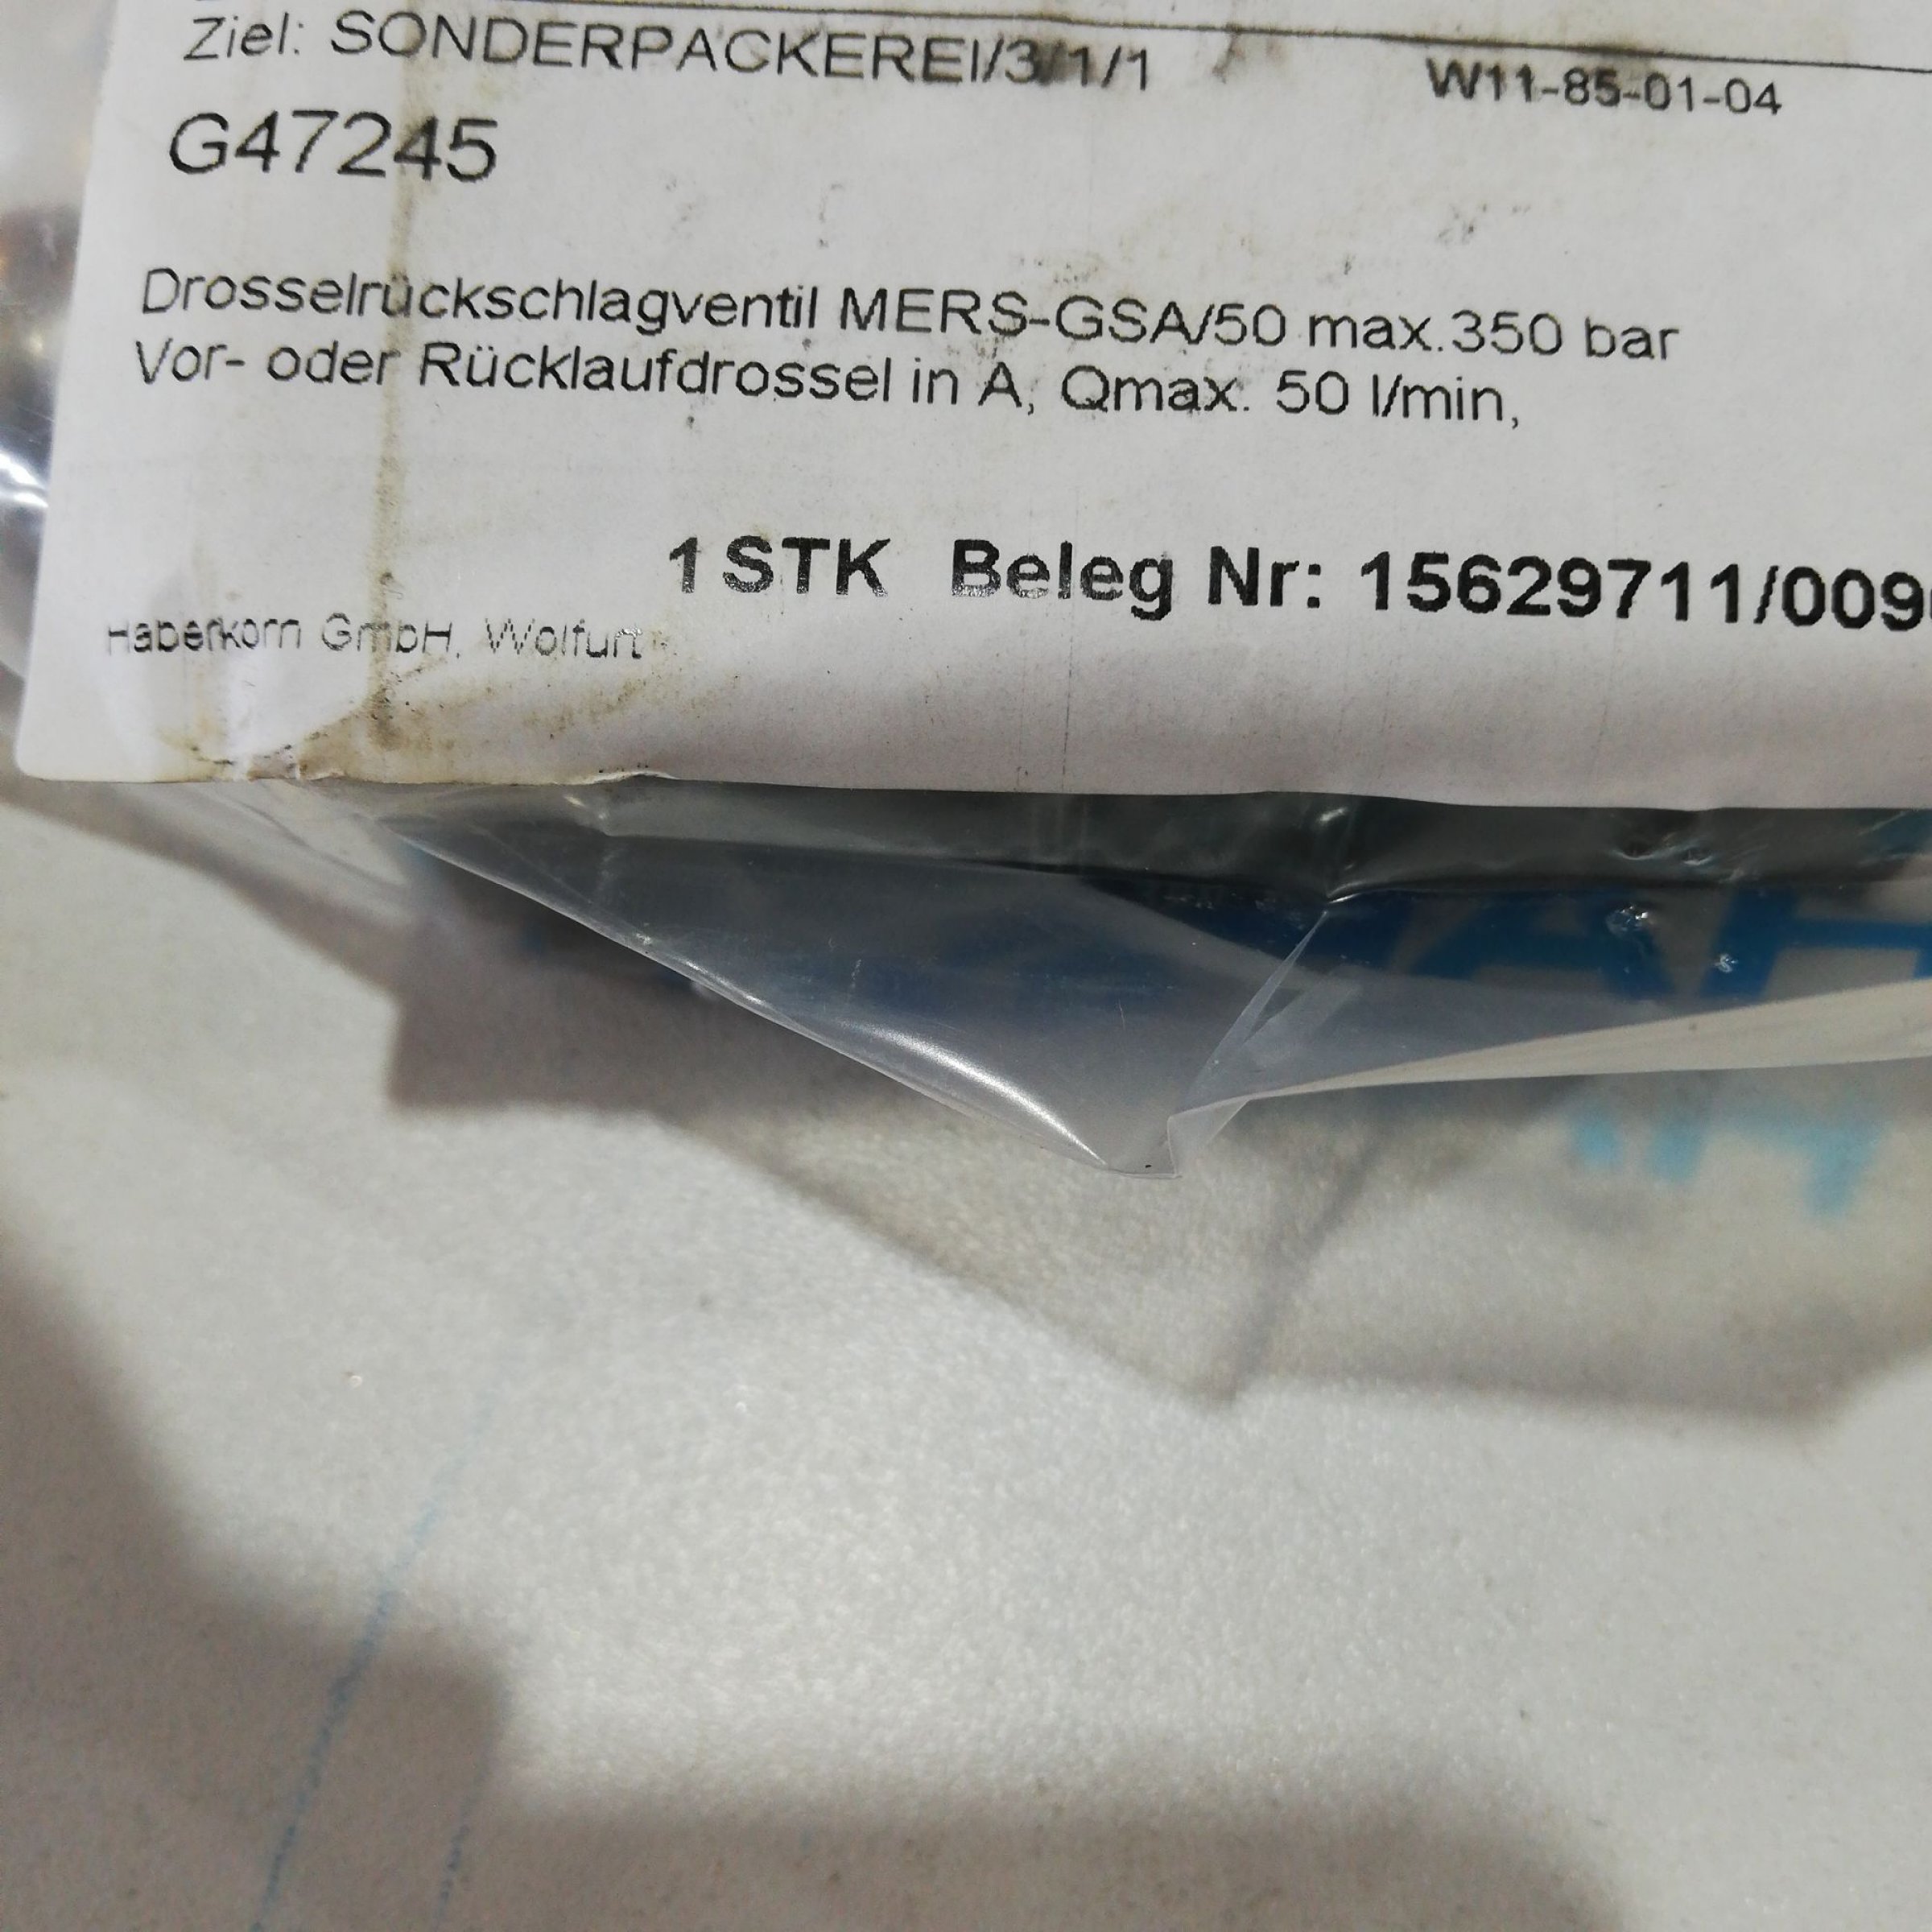 Ziel: SONDERPACKEREI/3/1/1 W11-85-01-04
G47245
Drosselrückschlagventil MERS-GSA/50 max.350 bar
Vor- oder Rücklaufdrossel in A, Qmax. 50 l/min,
1 STK Beleg Nr: 15629711/009
Haberkorn GmbH, Wolfurt